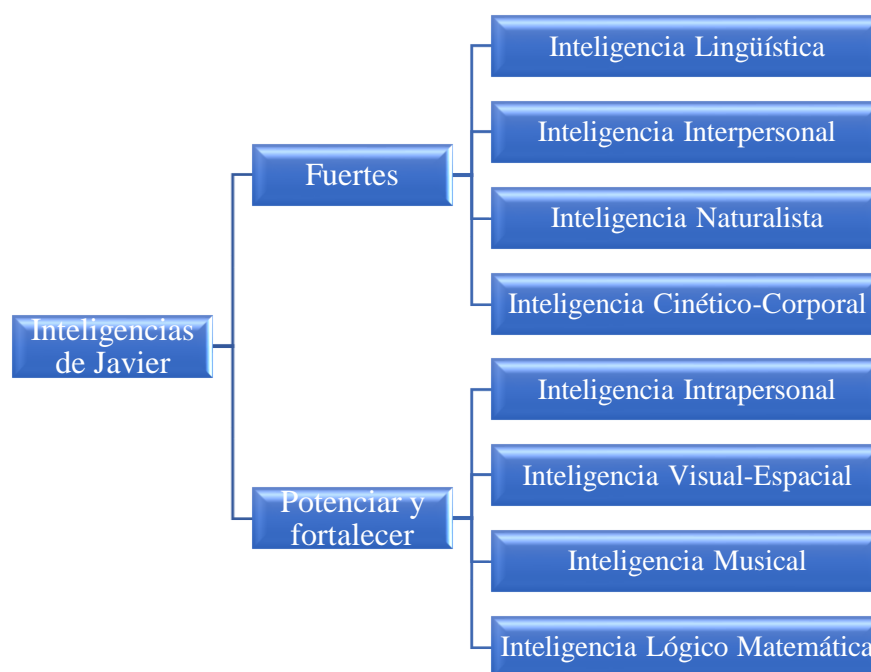 Inteligencias
de Javier
Fuertes
Inteligencia Lingüística
Inteligencia Interpersonal
Inteligencia Naturalista
Inteligencia Cinético-Corporal
Potenciar y
fortalecer
Inteligencia Intrapersonal
Inteligencia Visual-Espacial
Inteligencia Musical
Inteligencia Lógico Matemática